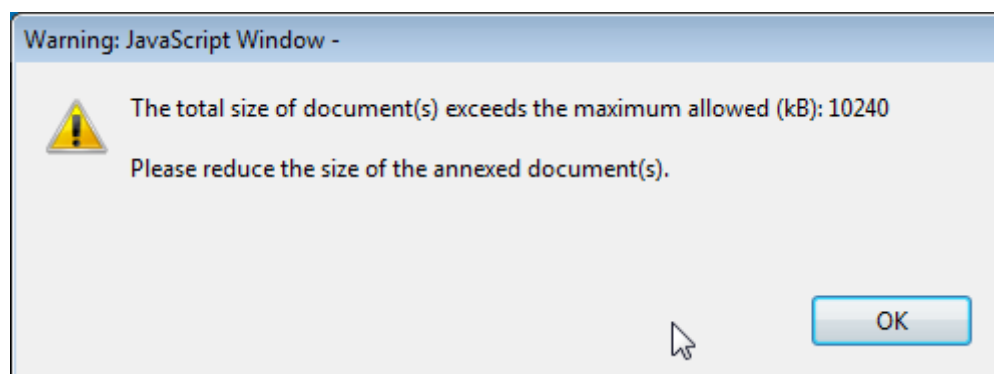 Warning: JavaScript Window -
The total size of document(s) exceeds the maximum allowed (kB): 10240
Please reduce the size of the annexed document(s).
OK